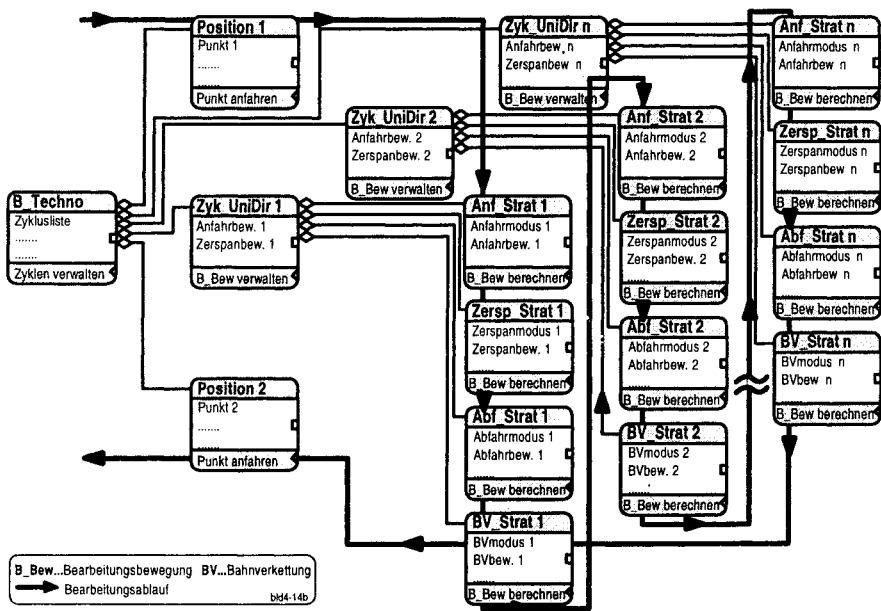 Position 1
Punkt 1
.......
......
Punkt anfahren
Zyk_UniDir n
Anfahrbew. n
Zerspanbew n
......
B_Bew verwalten
Anf_Strat n
Anfahrmodus n
Anfahrbew n
......
B_Bew berechnen
Zyk_UniDir 2
Anfahrbew. 2
Zerspanbew. 2
......
B_Bew verwalten
Anf_Strat 2
Anfahrmodus 2
Anfahrbew. 2
......
B_Bew berechnen
Zersp_Strat n
Zerspanmodus n
Zerspanbew n
......
B_Bew berechnen
B_Techno
Zyklusliste
.......
.......
Zyklen verwalten
Zyk_UniDir 1
Anfahrbew. 1
Zerspanbew. 1
......
B_Bew verwalten
Anf_Strat 1
Anfahrmodus 1
Anfahrbew. 1
......
B_Bew berechnen
Zersp_Strat 2
Zerspanmodus 2
Zerspanbew. 2
......
B_Bew berechnen
Abf_Strat n
Abfahrmodus n
Abfahrbew n
......
B_Bew berechnen
Zersp_Strat 1
Zerspanmodus 1
Zerspanbew. 1
......
B_Bew berechnen
Abf_Strat 2
Abfahrmodus 2
Abfahrbew. 2
......
B_Bew berechnen
BV_Strat n
BVmodus n
BVbew n
......
B_Bew berechnen
Position 2
Punkt 2
.......
......
Punkt anfahren
Abf_Strat 1
Abfahrmodus 1
Abfahrbew. 1
......
B_Bew berechnen
BV_Strat 2
BVmodus 2
BVbew. 2
......
B_Bew berechnen
BV_Strat 1
BVmodus 1
BVbew. 1
......
B_Bew berechnen
B_Bew...Bearbeitungsbewegung BV...Bahnverkettung
Bearbeitungsablauf
bld4-14b